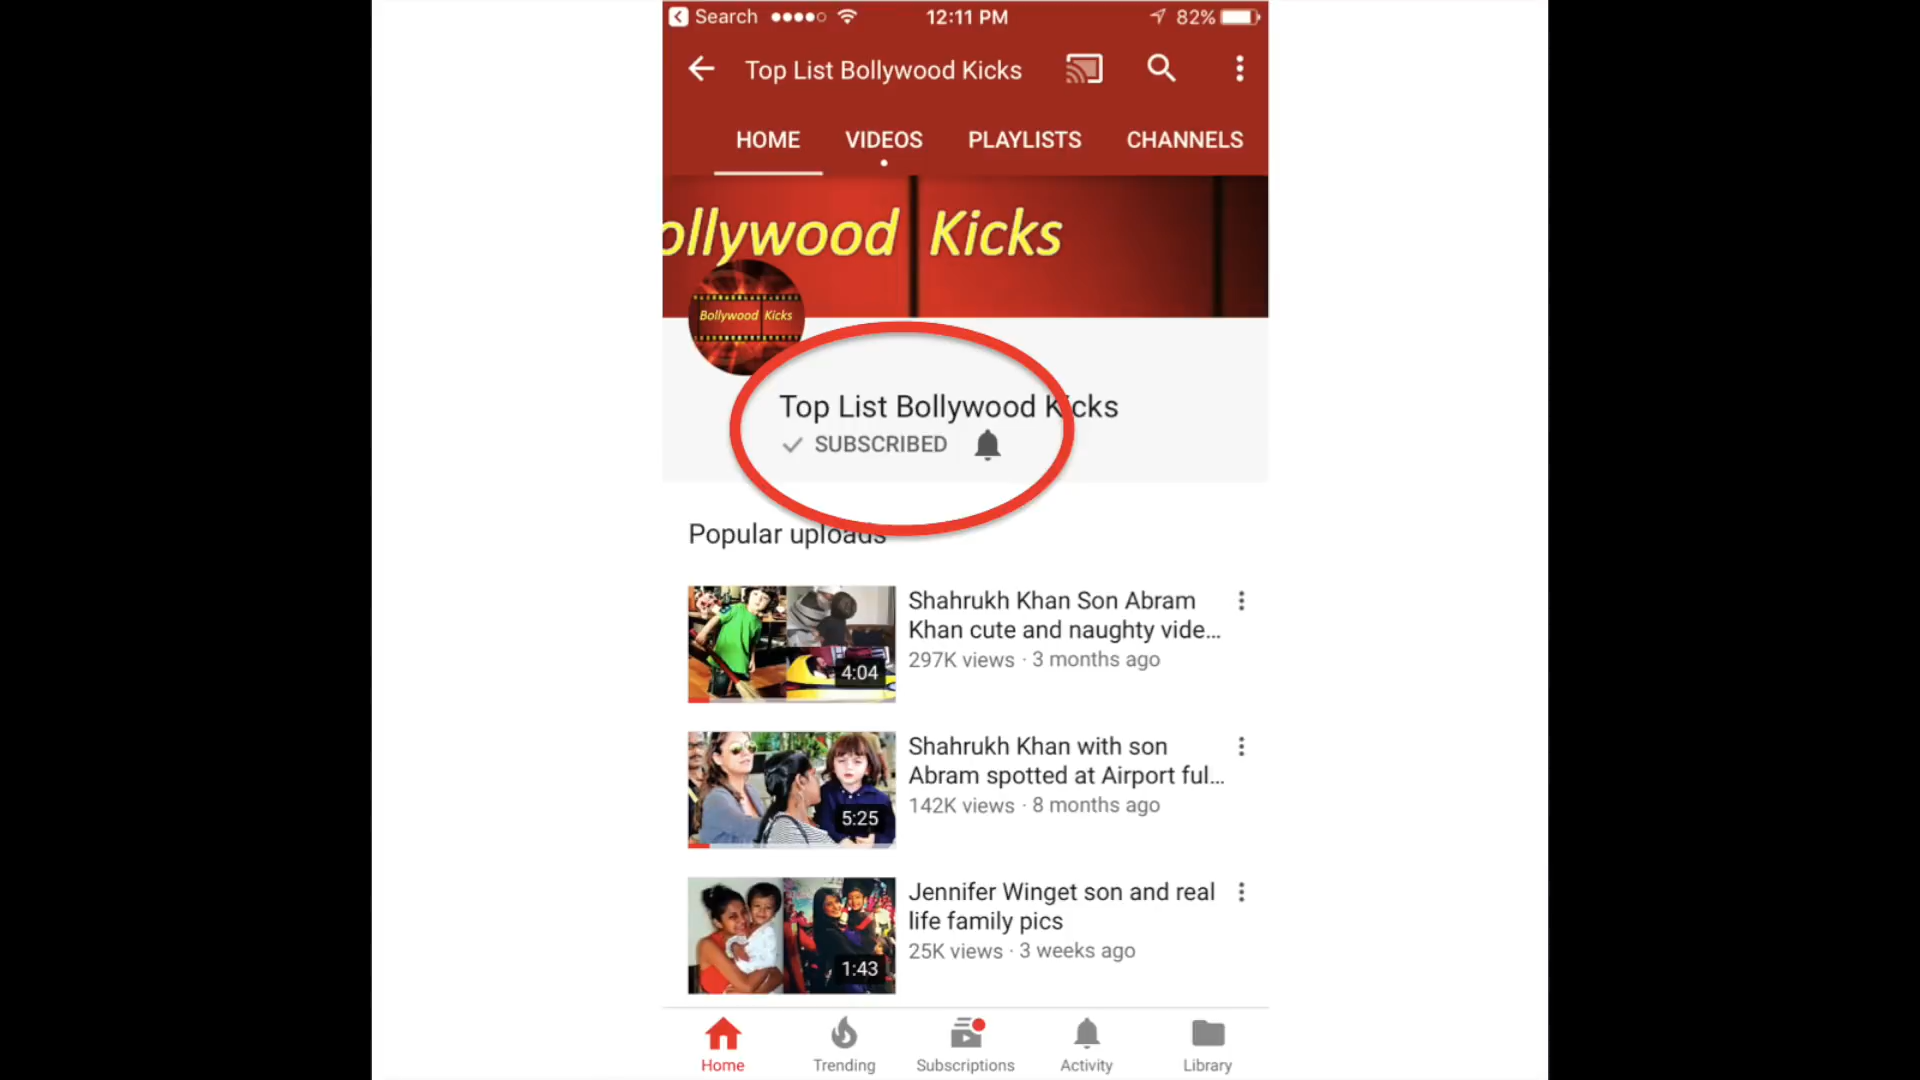 Search 12:11 PM 82%
Top List Bollywood Kicks
HOME VIDEOS PLAYLISTS CHANNELS
ollywood Kicks
Bollywood Kicks
Top List Bollywood Kicks
SUBSCRIBED
Popular uploads
Shahrukh Khan Son Abram
Khan cute and naughty vide...
297K views · 3 months ago
4:04
Shahrukh Khan with son
Abram spotted at Airport ful...
142K views · 8 months ago
5:25
Jennifer Winget son and real
life family pics
25K views · 3 weeks ago
1:43
Home Trending Subscriptions Activity Library